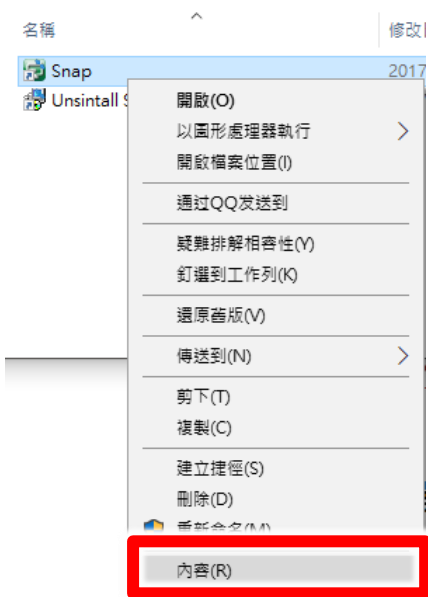 名稱
修改
Snap
2017
Unsintall
開啟(O)
以圖形處理器執行
開啟檔案位置(I)
通过QQ发送到
疑難排解相容性(Y)
釘選到工作列(K)
還原舊版(V)
傳送到(N)
剪下(T)
複製(C)
建立捷徑(S)
刪除(D)
重新命名(M)
內容(R)